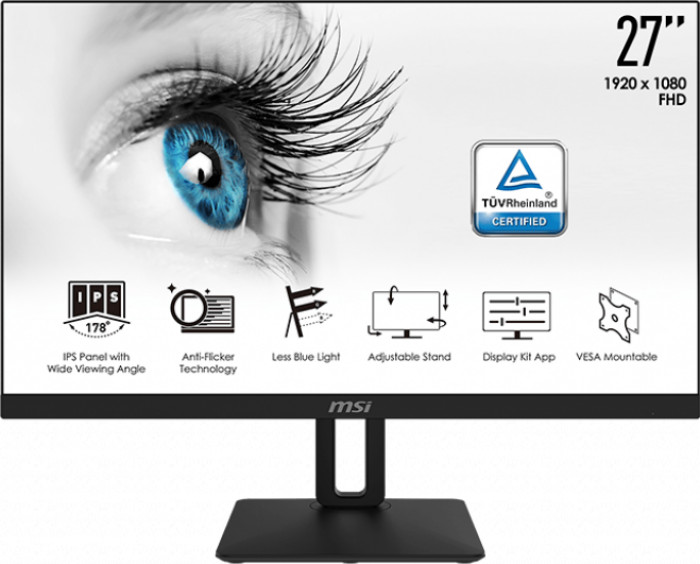 27"
1920 x 1080
FHD
TÜVRheinland
CERTIFIED
IPS
178°
IPS Panel with
Wide Viewing Angle
Anti-Flicker
Technology
Less Blue Light
Adjustable Stand
Display Kit App
VESA Mountable
msi